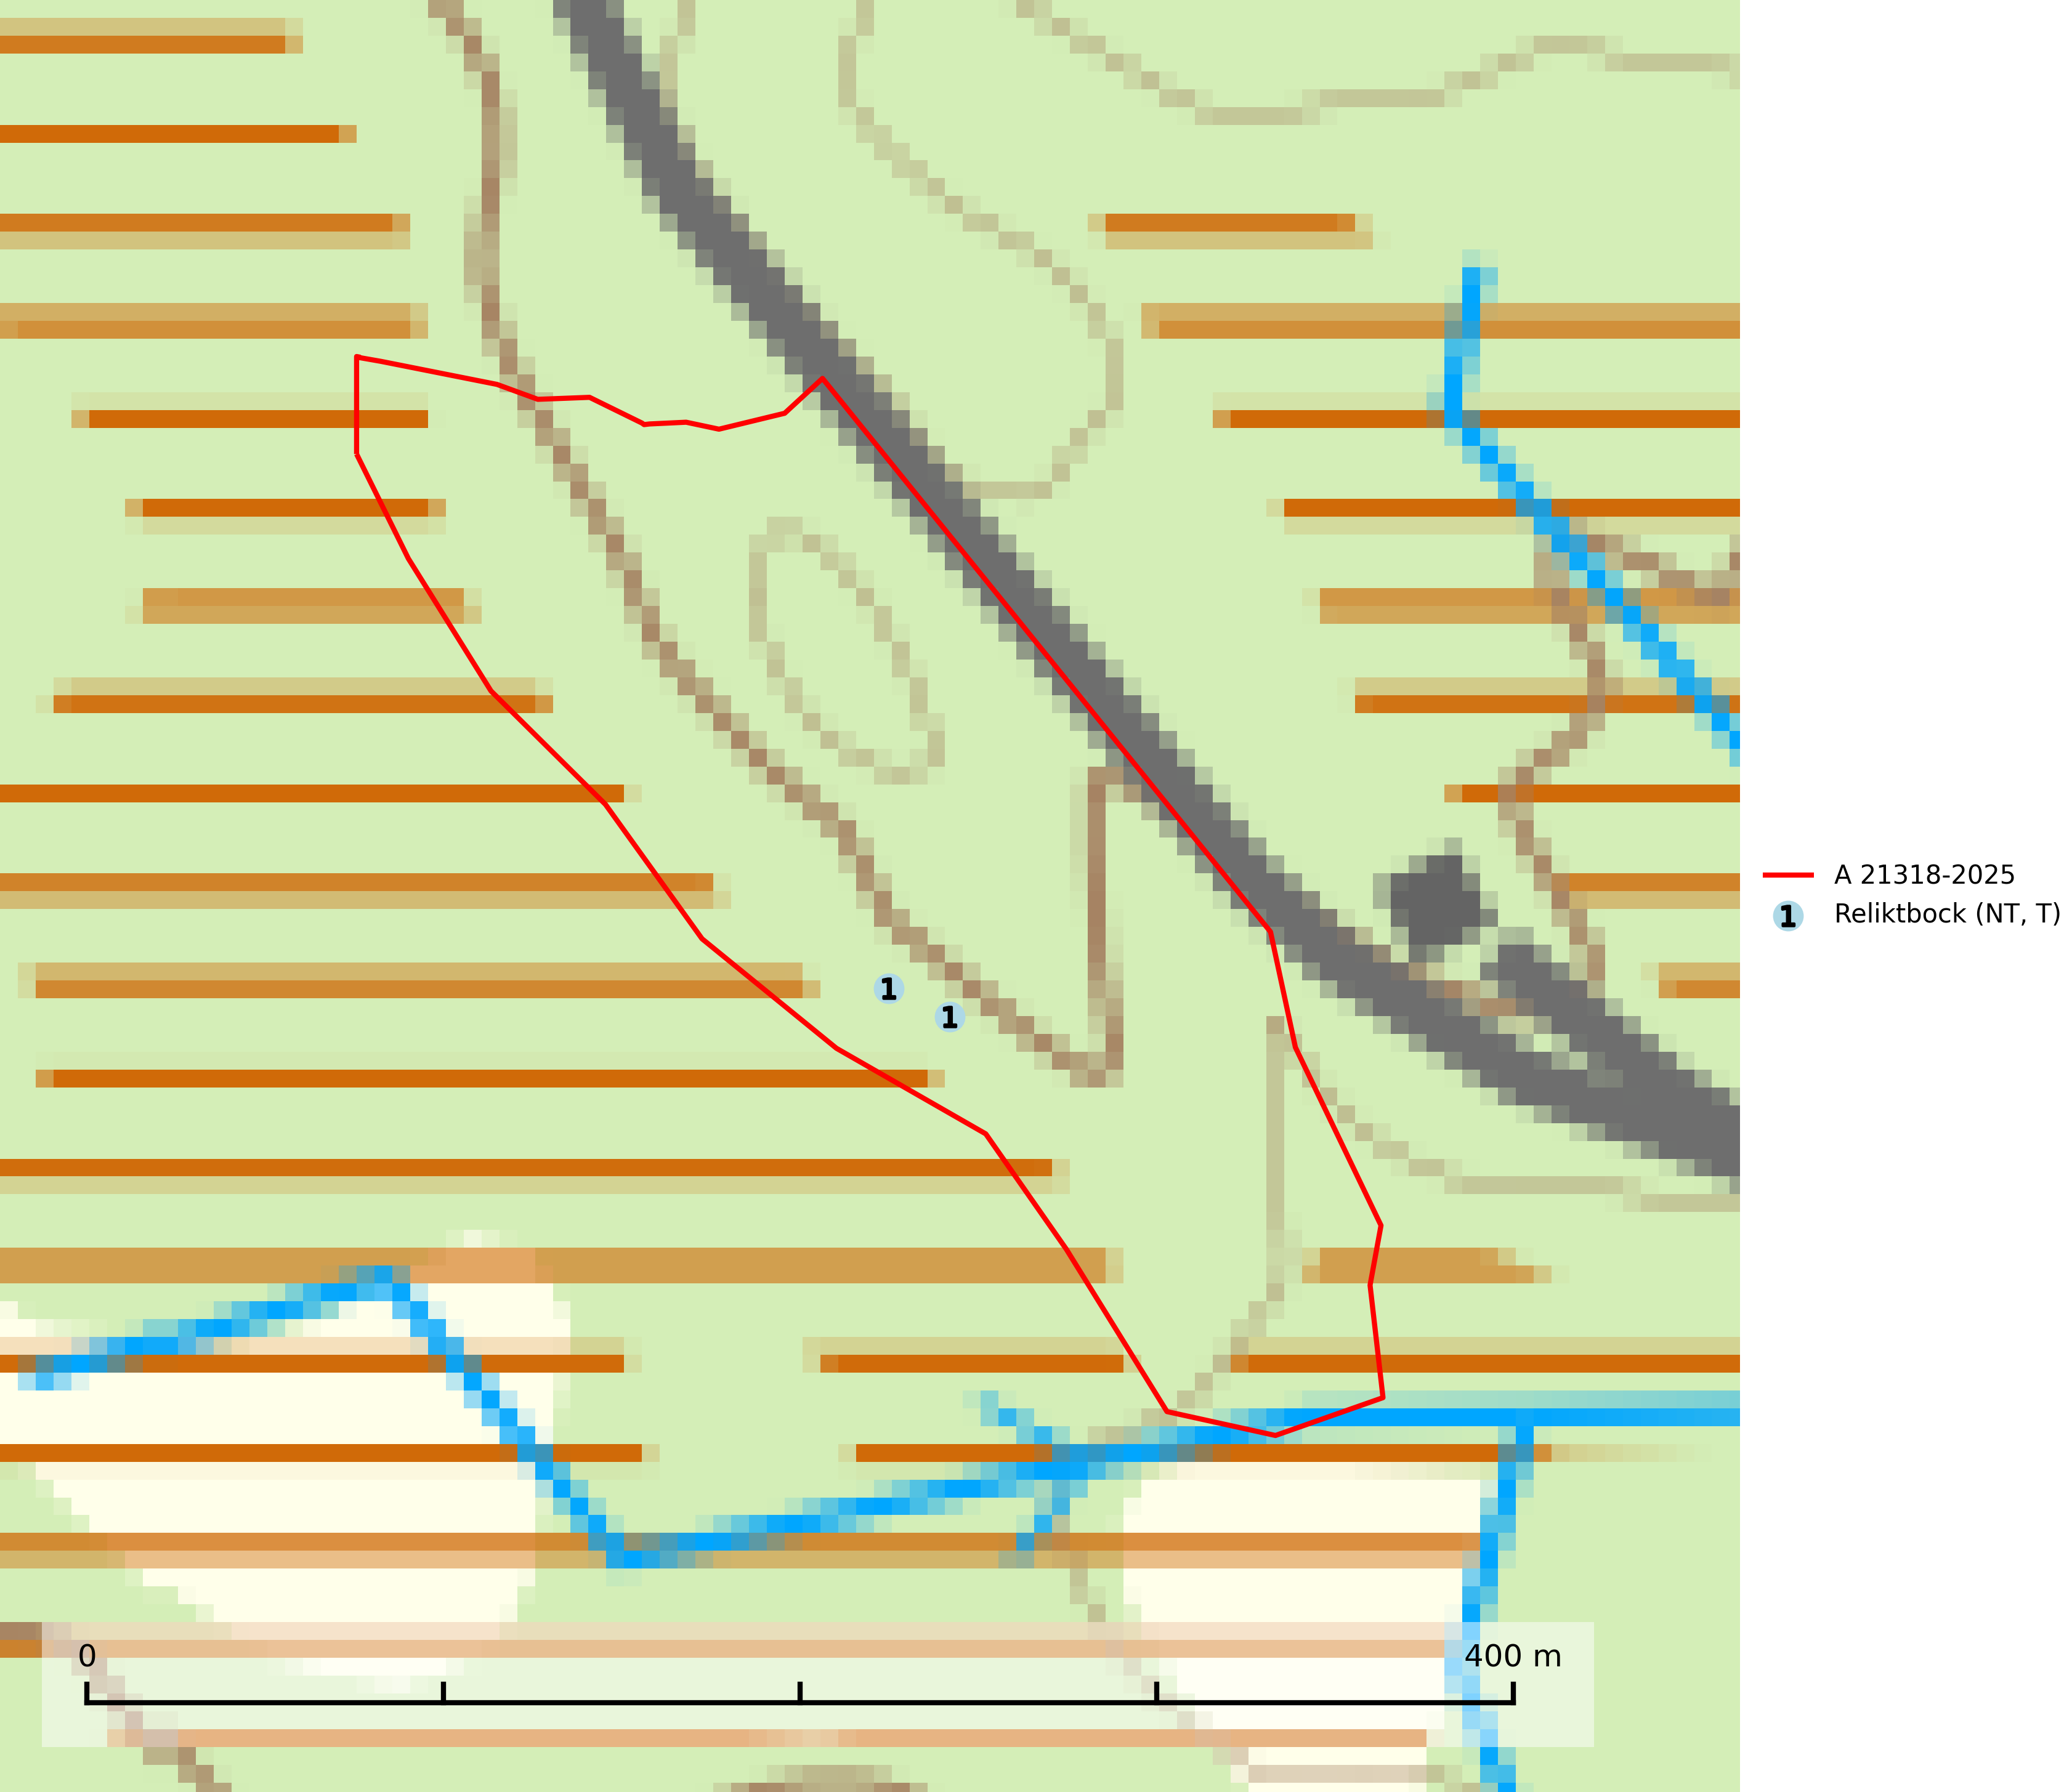 A 21318-2025
1 Reliktbock (NT, T)
1
1
0 400 m